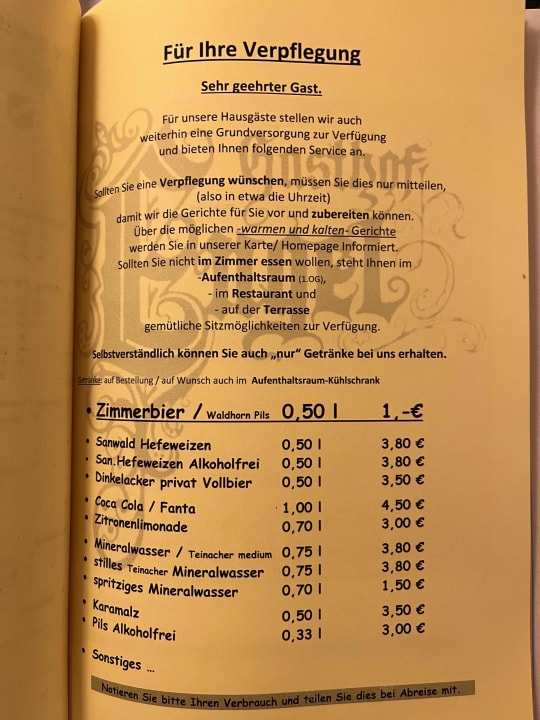 Für Ihre Verpflegung
Sehr geehrter Gast.
Für unsere Hausgäste stellen wir auch
weiterhin eine Grundversorgung zur Verfügung
und bieten Ihnen folgenden Service an.
Sollten Sie eine Verpflegung wünschen, müssen Sie dies nur mitteilen,
(also in etwa die Uhrzeit)
damit wir die Gerichte für Sie vor und zubereiten können.
Über die möglichen -warmen und kalten- Gerichte
werden Sie in unserer Karte/ Homepage Informiert.
Sollten Sie nicht im Zimmer essen wollen, steht Ihnen im
-Aufenthaltsraum (1.OG),
- im Restaurant und
- auf der Terrasse
gemütliche Sitzmöglichkeiten zur Verfügung.
Selbstverständlich können Sie auch „nur" Getränke bei uns erhalten.
Getränke: auf Bestellung / auf Wunsch auch im Aufenthaltsraum-Kühlschrank
• Zimmerbier / Waldhorn Pils 0,50 l 1,-€
• Sanwald Hefeweizen 0,50 l 3,80 €
• San.Hefeweizen Alkoholfrei 0,50 l 3,80 €
• Dinkelacker privat Vollbier 0,50 l 3,50 €
• Coca Cola / Fanta 1,00 l 4,50 €
• Zitronenlimonade 0,70 l 3,00 €
• Mineralwasser / Teinacher medium 0,75 l 3,80 €
• stilles Teinacher Mineralwasser 0,75 l 3,80 €
• spritziges Mineralwasser 0,70 l 1,50 €
• Karamalz 0,50 l 3,50 €
• Pils Alkoholfrei 0,33 l 3,00 €
• Sonstiges ...
Notieren Sie bitte Ihren Verbrauch und teilen Sie dies bei Abreise mit.